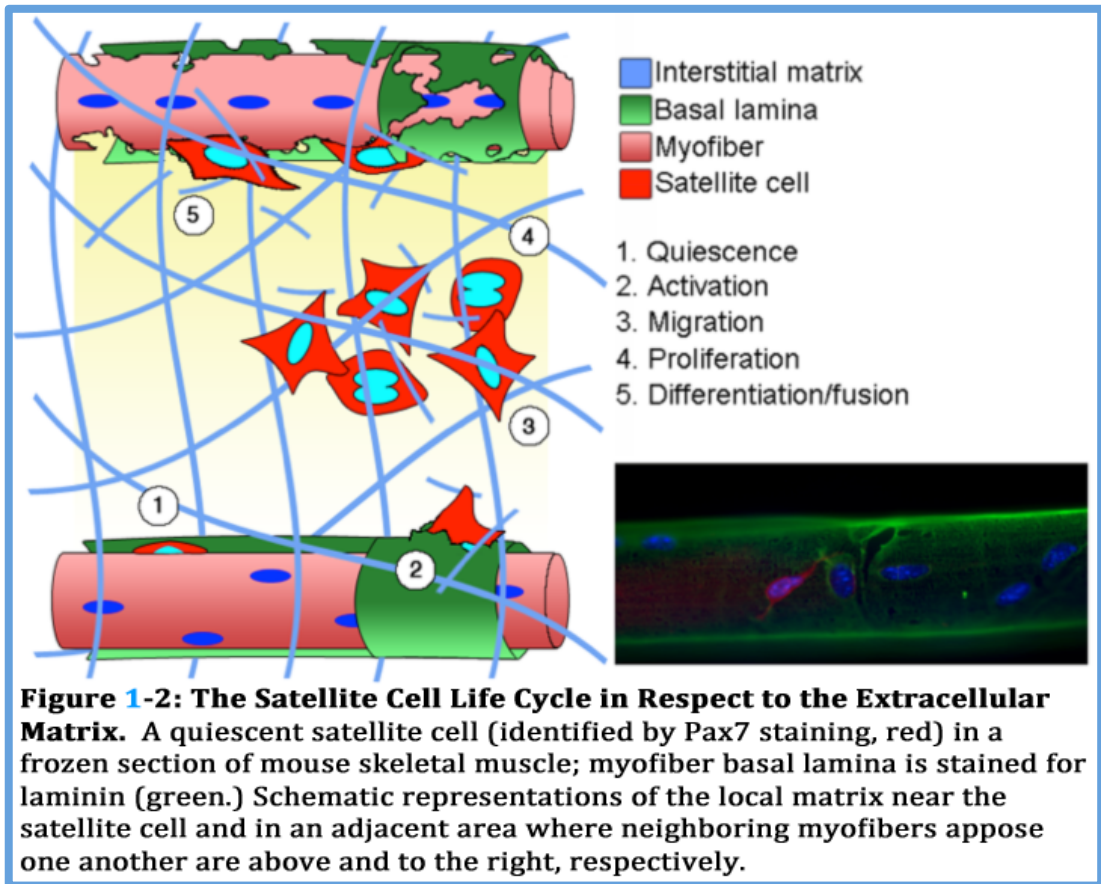 Interstitial matrix
Basal lamina
Myofiber
Satellite cell
1. Quiescence
2. Activation
3. Migration
4. Proliferation
5. Differentiation/fusion
5
4
3
1
2
Figure 1-2: The Satellite Cell Life Cycle in Respect to the Extracellular
Matrix. A quiescent satellite cell (identified by Pax7 staining, red) in a
frozen section of mouse skeletal muscle; myofiber basal lamina is stained for
laminin (green.) Schematic representations of the local matrix near the
satellite cell and in an adjacent area where neighboring myofibers appose
one another are above and to the right, respectively.